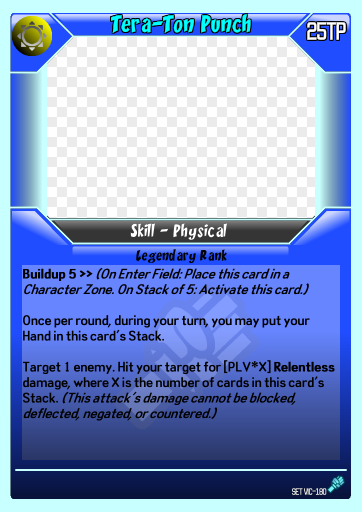 Tera-Ton Punch
25TP
Skill - Physical
Legendary Rank
Buildup 5 >> (On Enter Field: Place this card in a
Character Zone. On Stack of 5: Activate this card.)
Once per round, during your turn, you may put your
Hand in this card's Stack.
Target 1 enemy. Hit your target for [PLV*X] Relentless
damage, where X is the number of cards in this card's
Stack. (This attack's damage cannot be blocked,
deflected, negated, or countered.)
SET VIC-180